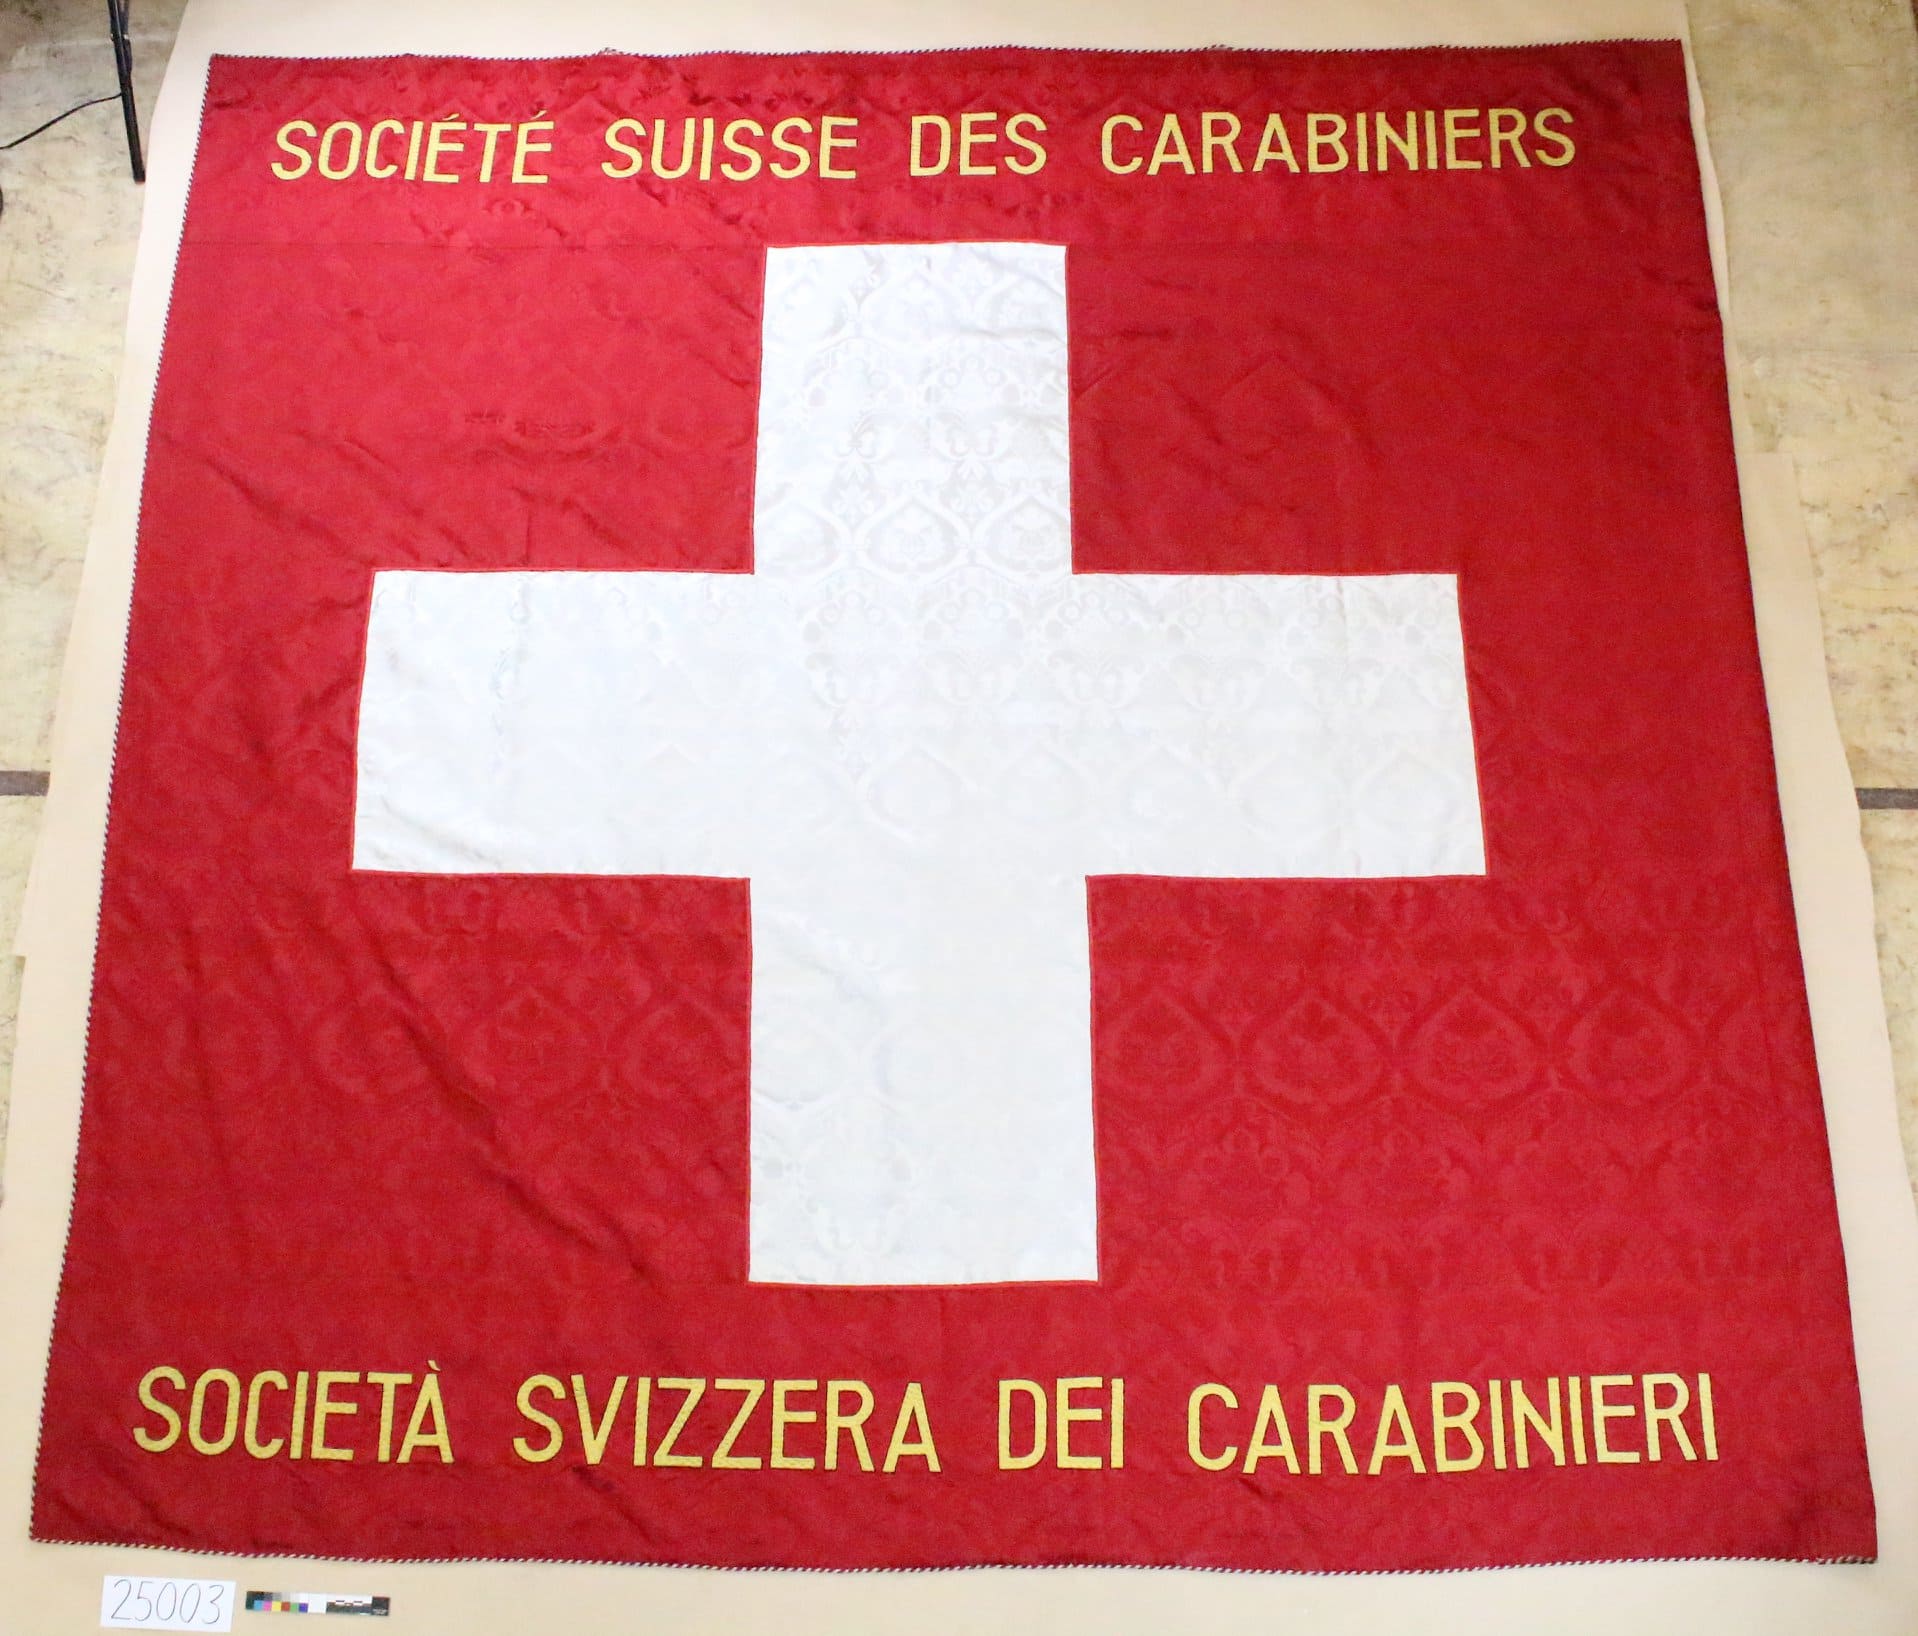 SOCIÉTÉ SUISSE DES CARABINIERS
SOCIETÀ SVIZZERA DEI CARABINIERI
25003